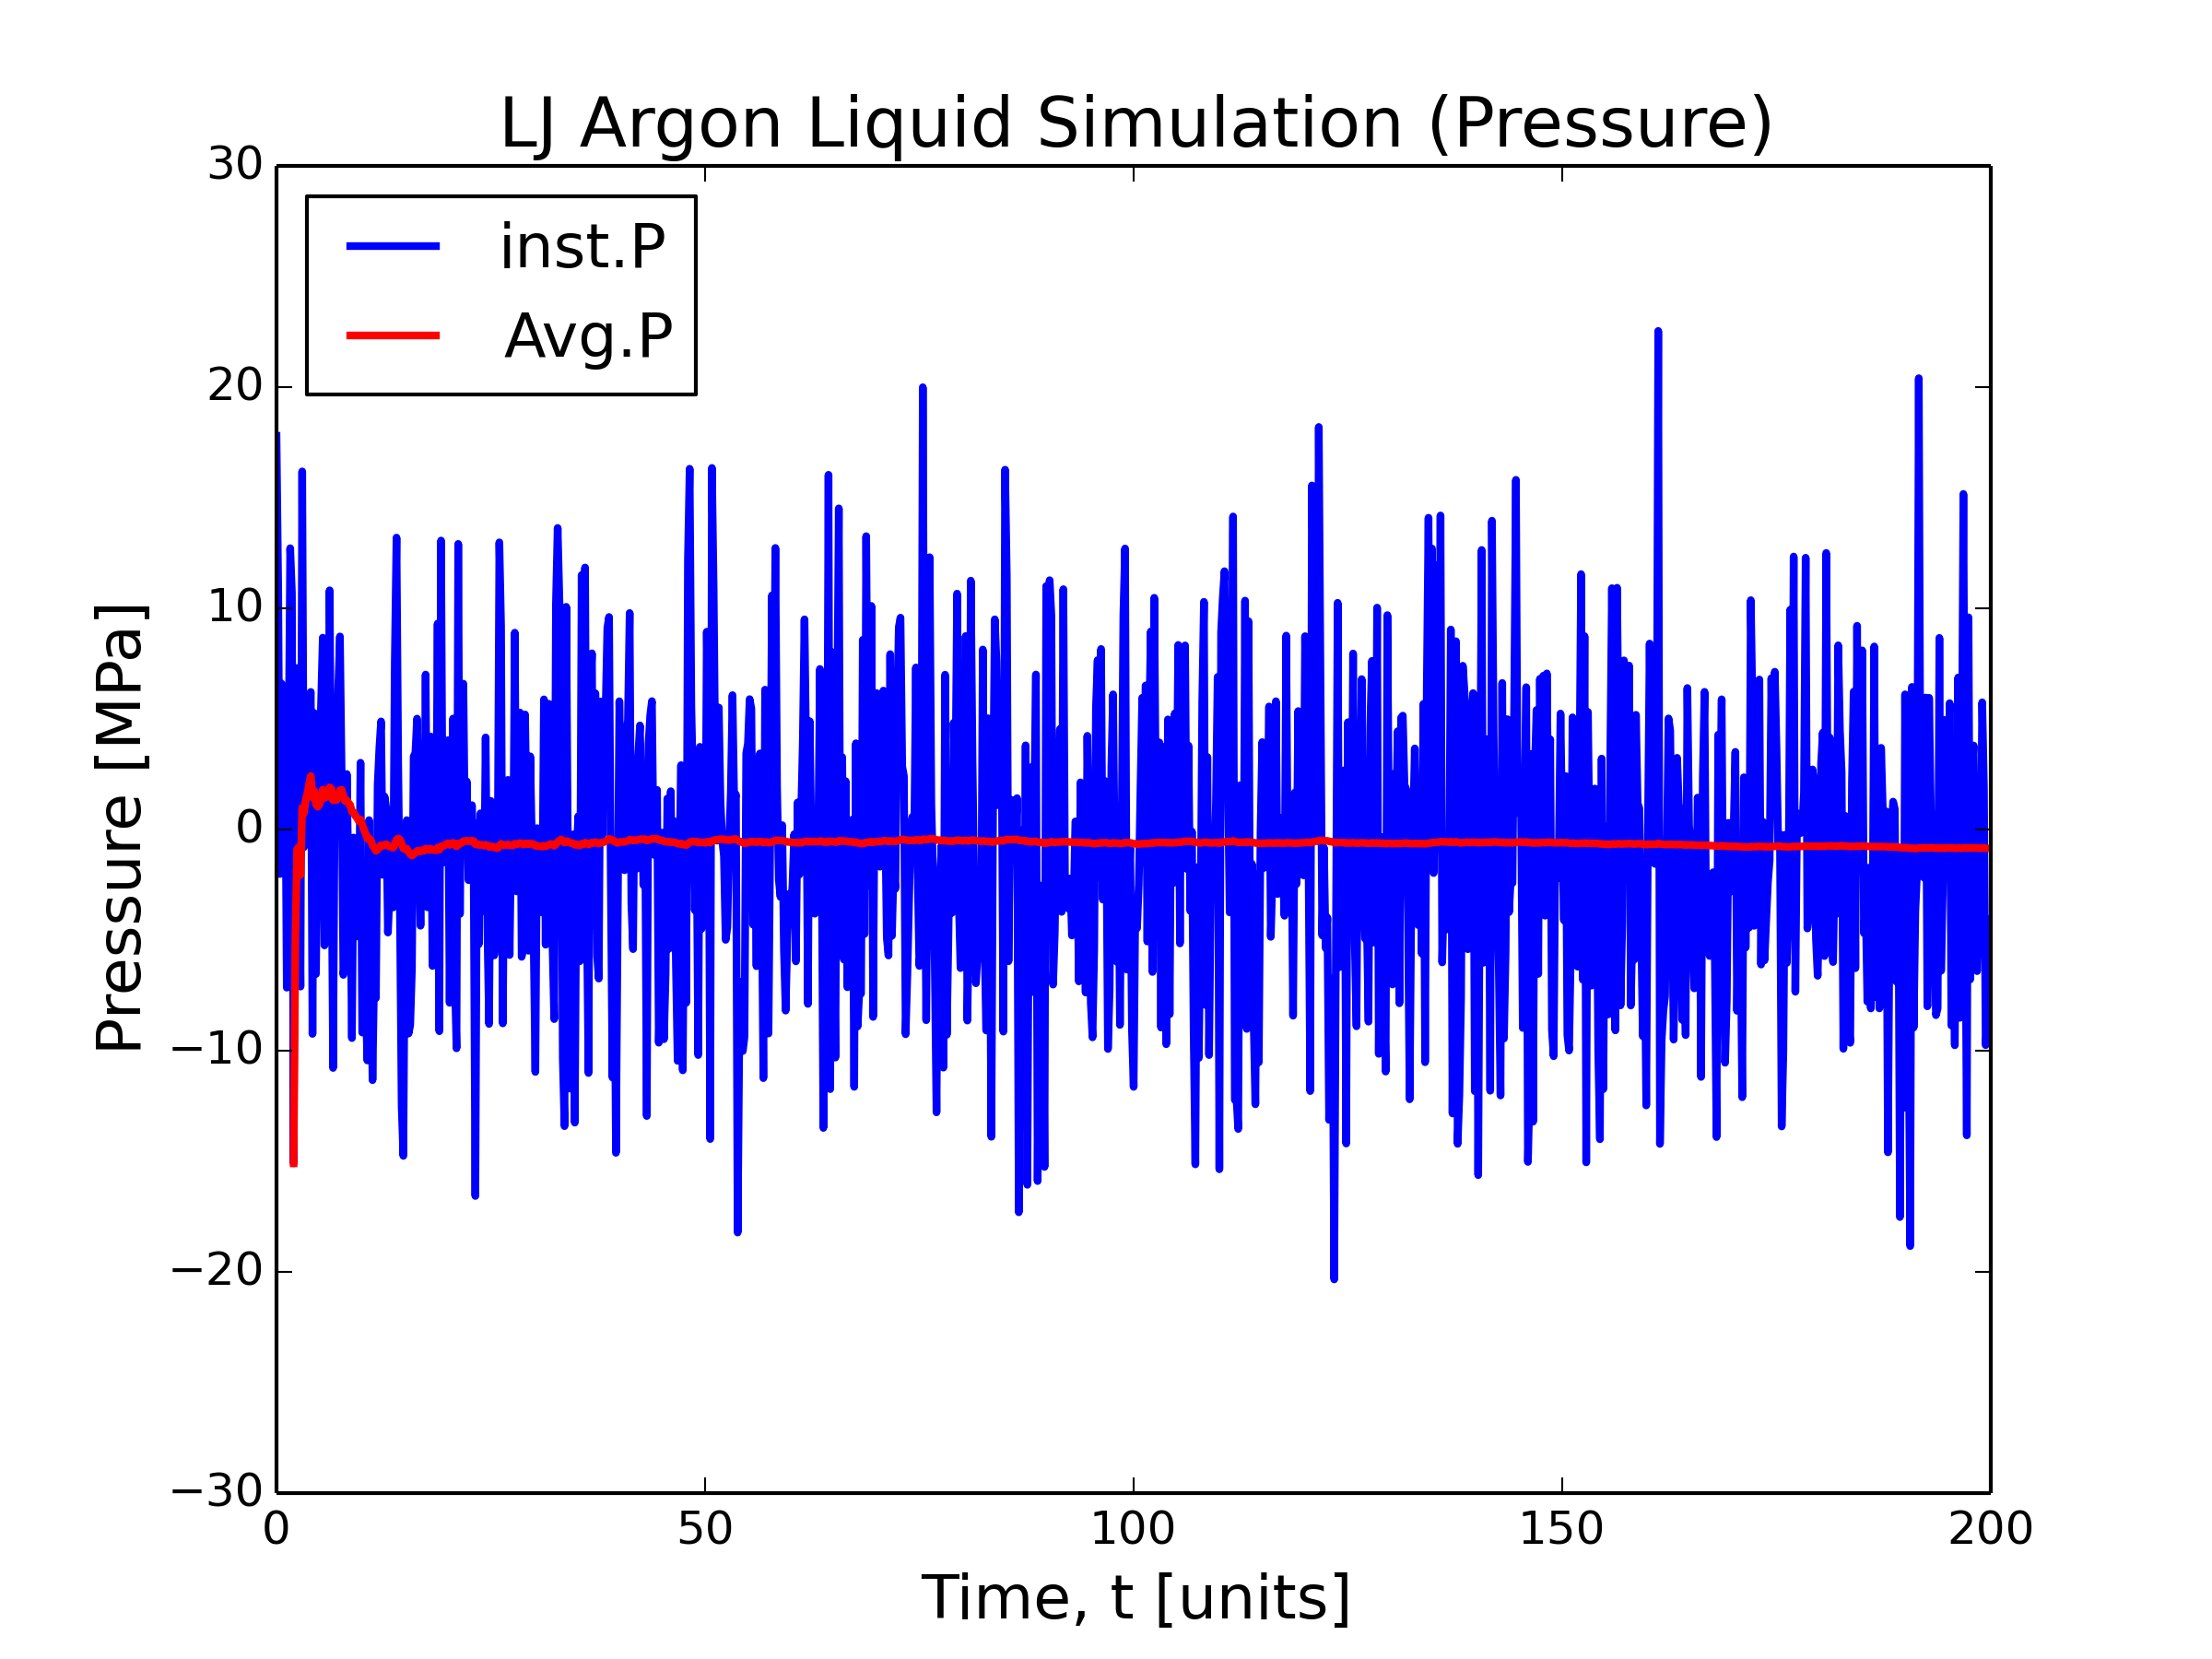 LJ Argon Liquid Simulation (Pressure)
30
inst.P
Avg.P
20
10
0
−10
−20
−30
Pressure [MPa]
0 50 100 150 200
Time, t [units]